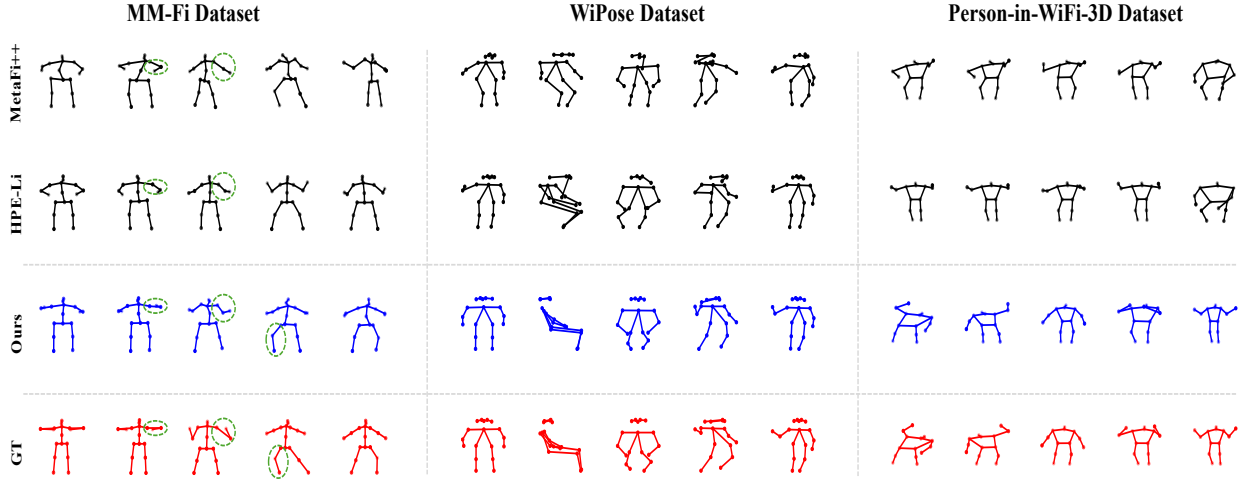 MM-Fi Dataset
WiPose Dataset
Person-in-WiFi-3D Dataset
MetaFi++
HPE-Li
Ours
GT